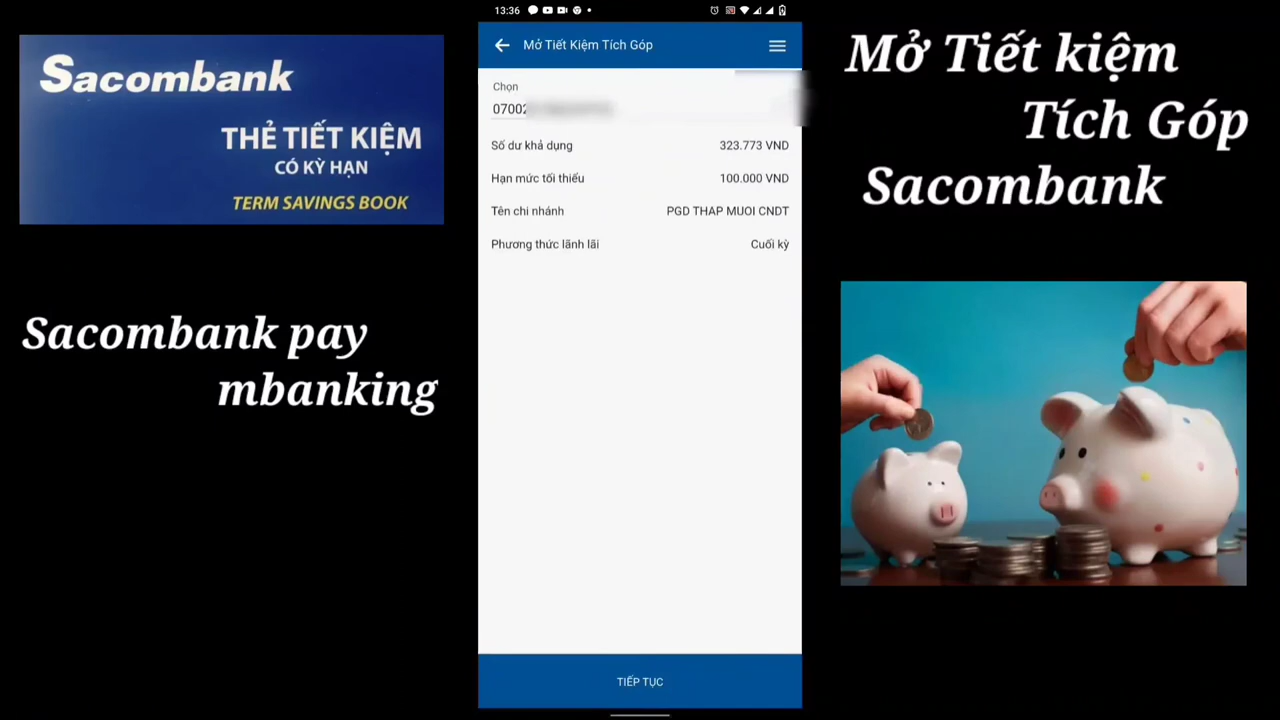 Sacombank
THẺ TIẾT KIỆM
CÓ KỲ HẠN
TERM SAVINGS BOOK
Sacombank pay
mbanking
13:36
Mở Tiết Kiệm Tích Góp
Chọn
07002
Số dư khả dụng 323.773 VND
Hạn mức tối thiểu 100.000 VND
Tên chi nhánh PGD THAP MUOI CNDT
Phương thức lãnh lãi Cuối kỳ
TIẾP TỤC
Mở Tiết kiệm
Tích Góp
Sacombank